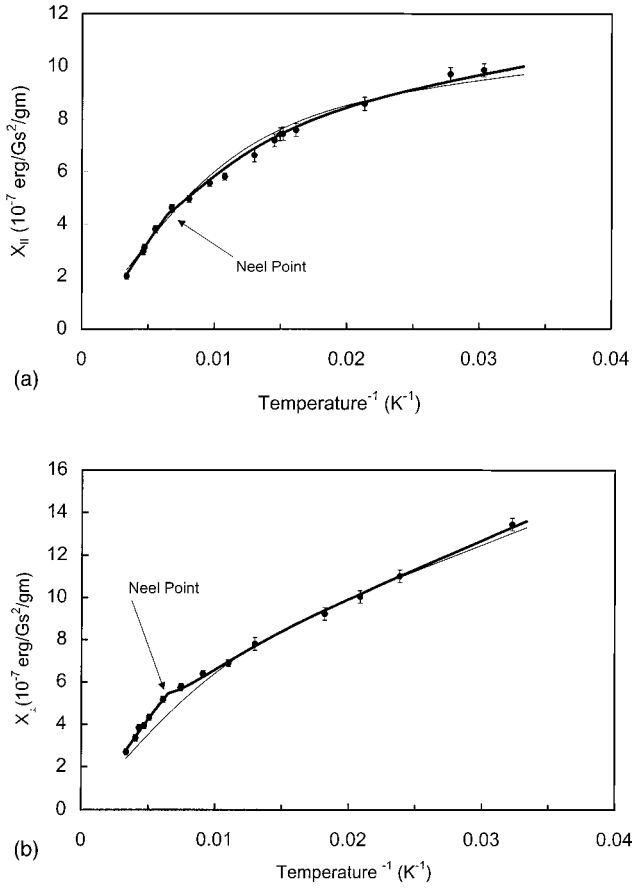 12
10
8
6
4
2
0
X|| (10⁻⁷ erg/Gs²/gm)
Neel Point
0 0.01 0.02 0.03 0.04
(a)
Temperature⁻¹ (K⁻¹)
16
14
12
10
8
6
4
2
0
X⊥ (10⁻⁷ erg/Gs²/gm)
Neel Point
0 0.01 0.02 0.03 0.04
(b)
Temperature ⁻¹ (K⁻¹)